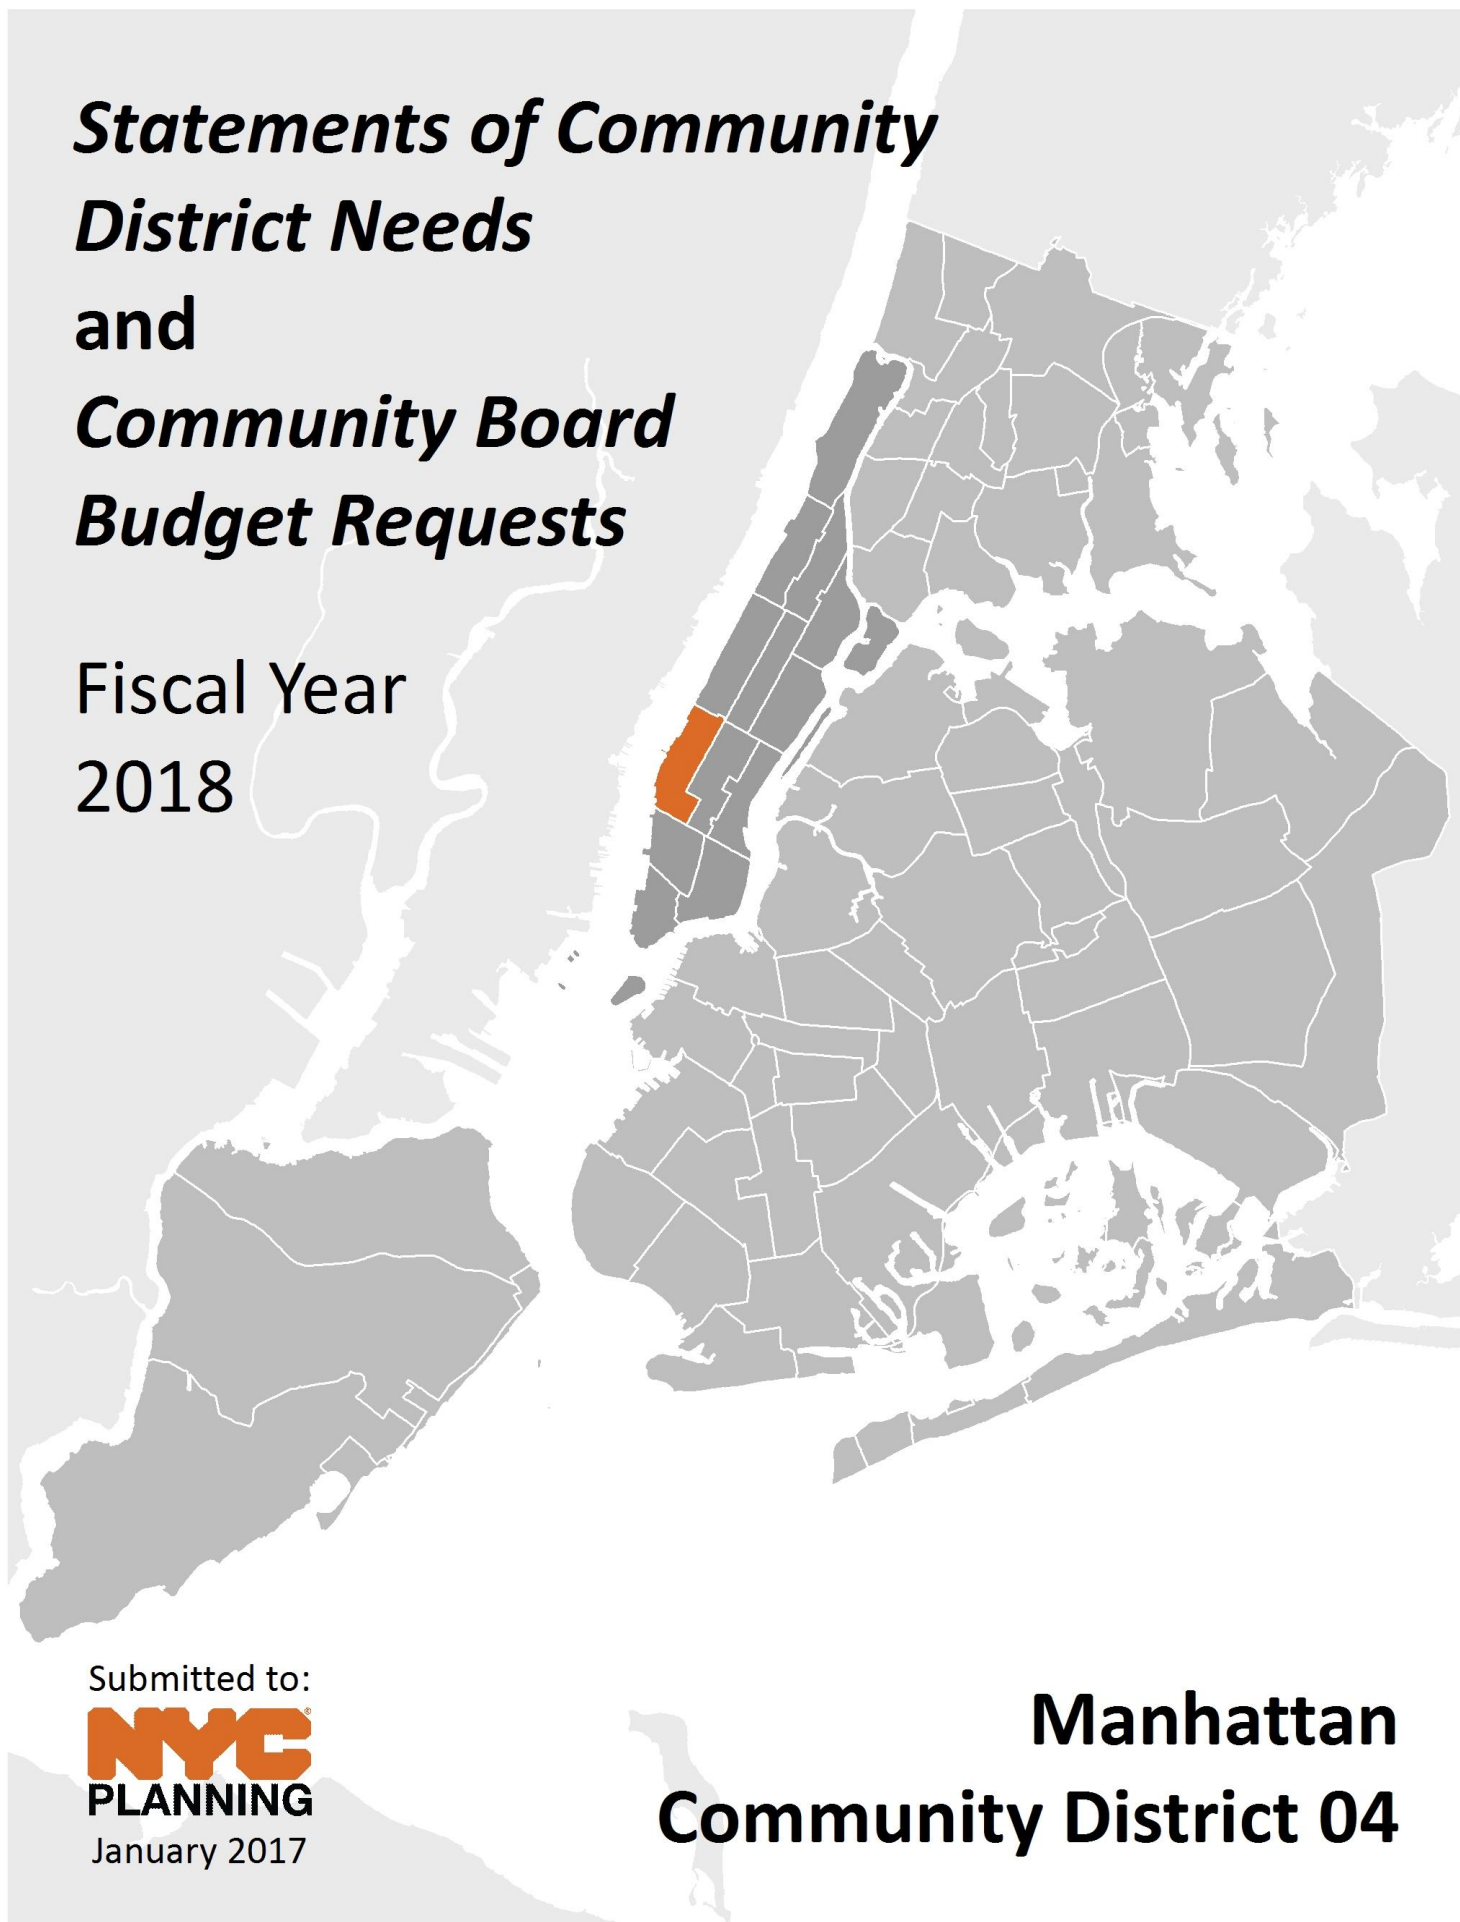 Statements of Community
District Needs
and
Community Board
Budget Requests
Fiscal Year
2018
Submitted to:
NYC®
PLANNING
January 2017
Manhattan
Community District 04